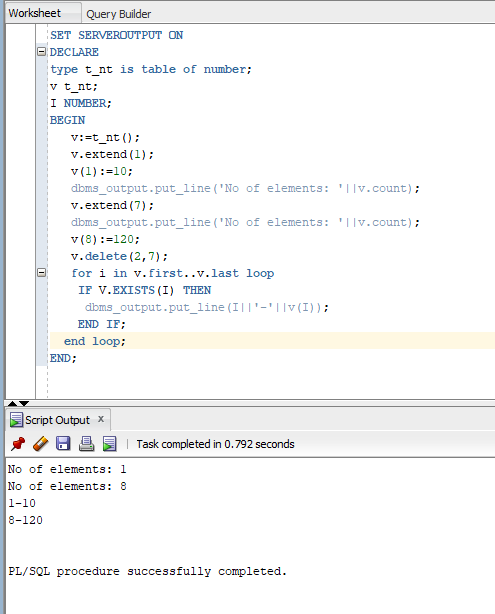 Worksheet Query Builder
SET SERVEROUTPUT ON
DECLARE
type t_nt is table of number;
v t_nt;
I NUMBER;
BEGIN
v:=t_nt();
v.extend(1);
v(1):=10;
dbms_output.put_line('No of elements: '||v.count);
v.extend(7);
dbms_output.put_line('No of elements: '||v.count);
v(8):=120;
v.delete(2,7);
for i in v.first..v.last loop
IF V.EXISTS(I) THEN
dbms_output.put_line(I||'-'||v(I));
END IF;
end loop;
END;
Script Output x
Task completed in 0.792 seconds
No of elements: 1
No of elements: 8
1-10
8-120
PL/SQL procedure successfully completed.